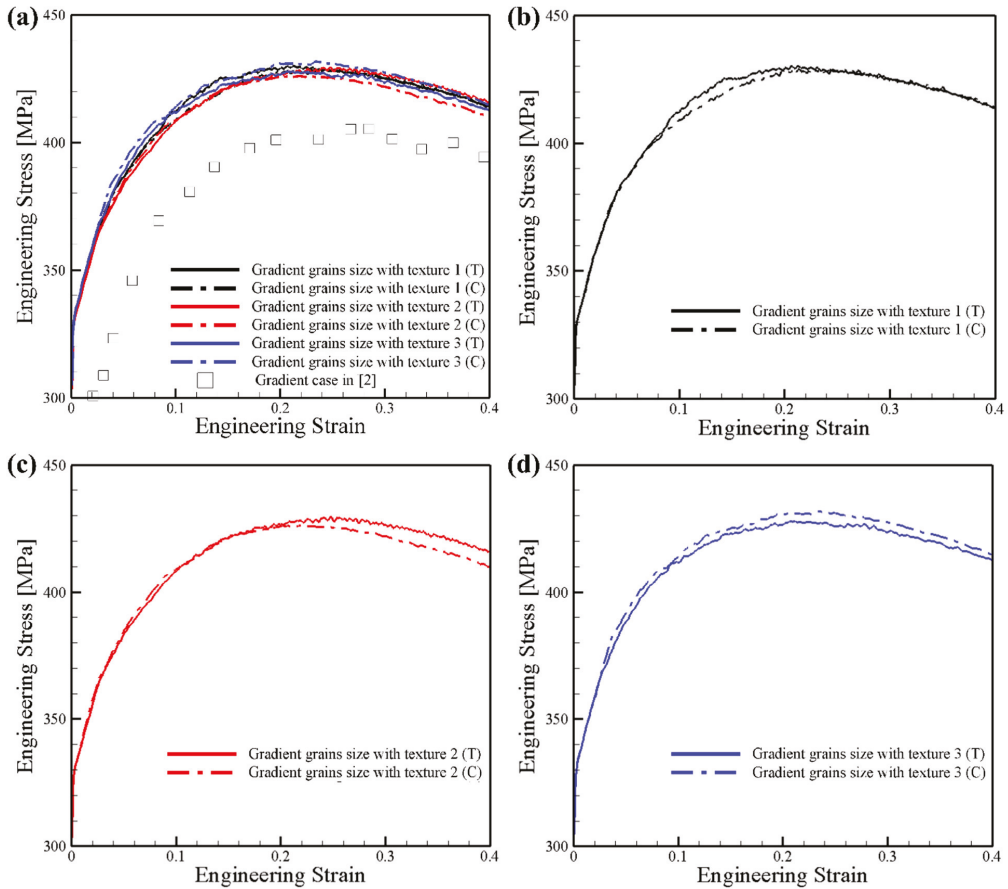 (a)
450
400
350
300
Engineering Stress [MPa]
Gradient grains size with texture 1 (T)
Gradient grains size with texture 1 (C)
Gradient grains size with texture 2 (T)
Gradient grains size with texture 2 (C)
Gradient grains size with texture 3 (T)
Gradient grains size with texture 3 (C)
Gradient case in [2]
0
0.1
0.2
0.3
0.4
Engineering Strain
(b)
450
400
350
300
Engineering Stress [MPa]
Gradient grains size with texture 1 (T)
Gradient grains size with texture 1 (C)
0
0.1
0.2
0.3
0.4
Engineering Strain
(c)
450
400
350
300
Engineering Stress [MPa]
Gradient grains size with texture 2 (T)
Gradient grains size with texture 2 (C)
0
0.1
0.2
0.3
0.4
Engineering Strain
(d)
450
400
350
300
Engineering Stress [MPa]
Gradient grains size with texture 3 (T)
Gradient grains size with texture 3 (C)
0
0.1
0.2
0.3
0.4
Engineering Strain